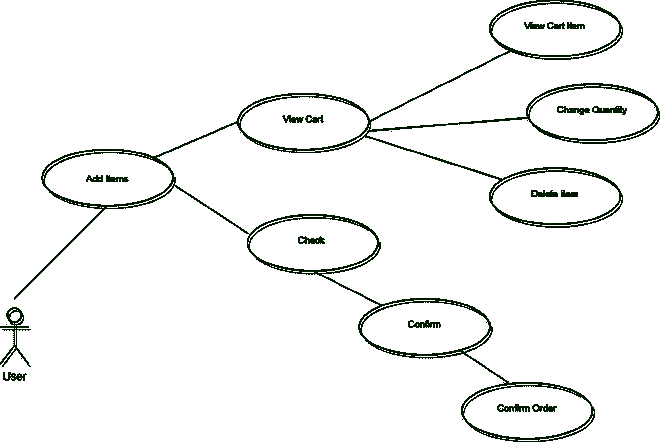 View Cart Item
Change Quantity
View Cart
Add Items
Delete Item
Check
Confirm
User
Confirm Order